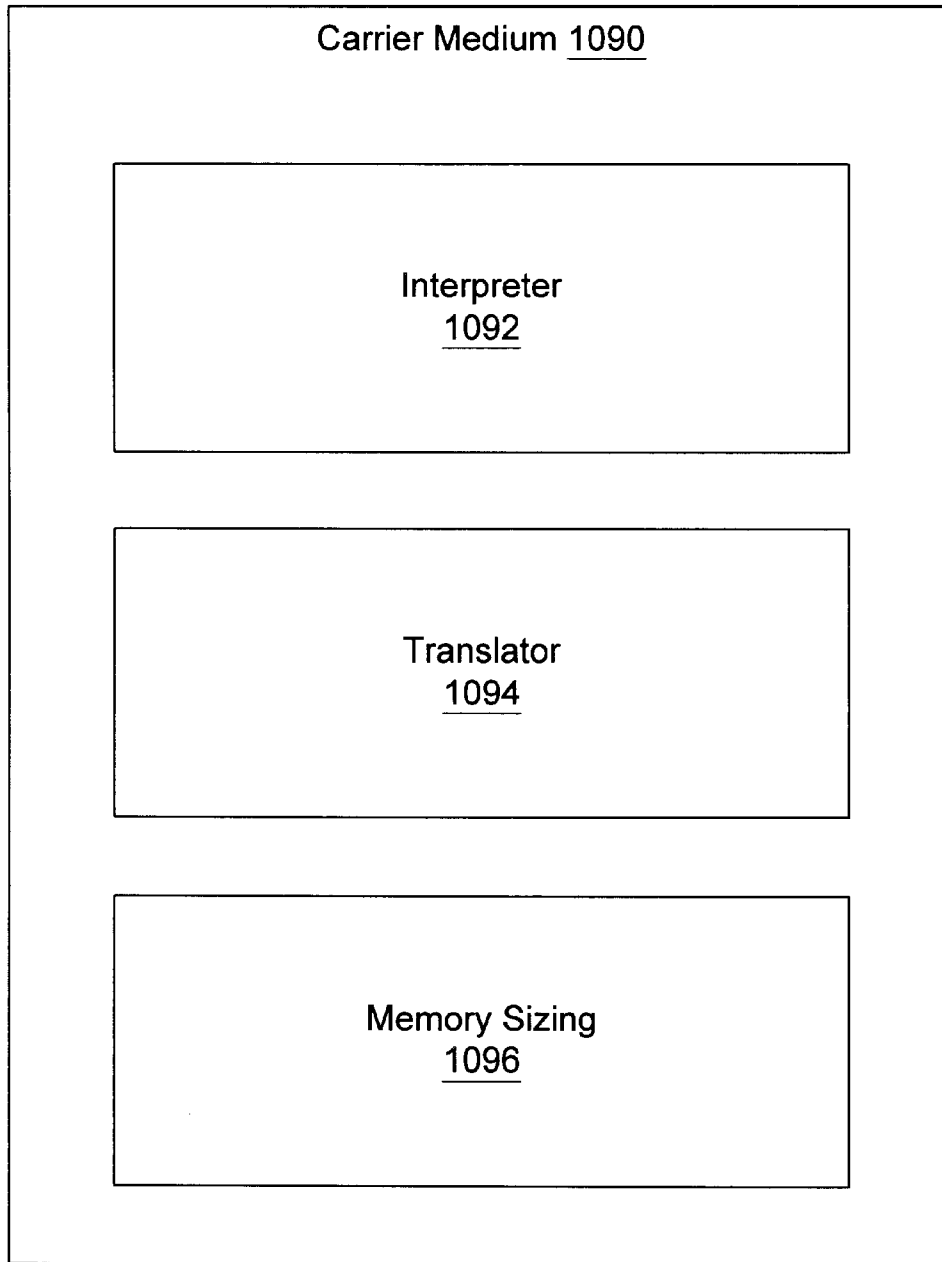 Carrier Medium 1090
Interpreter
1092
Translator
1094
Memory Sizing
1096